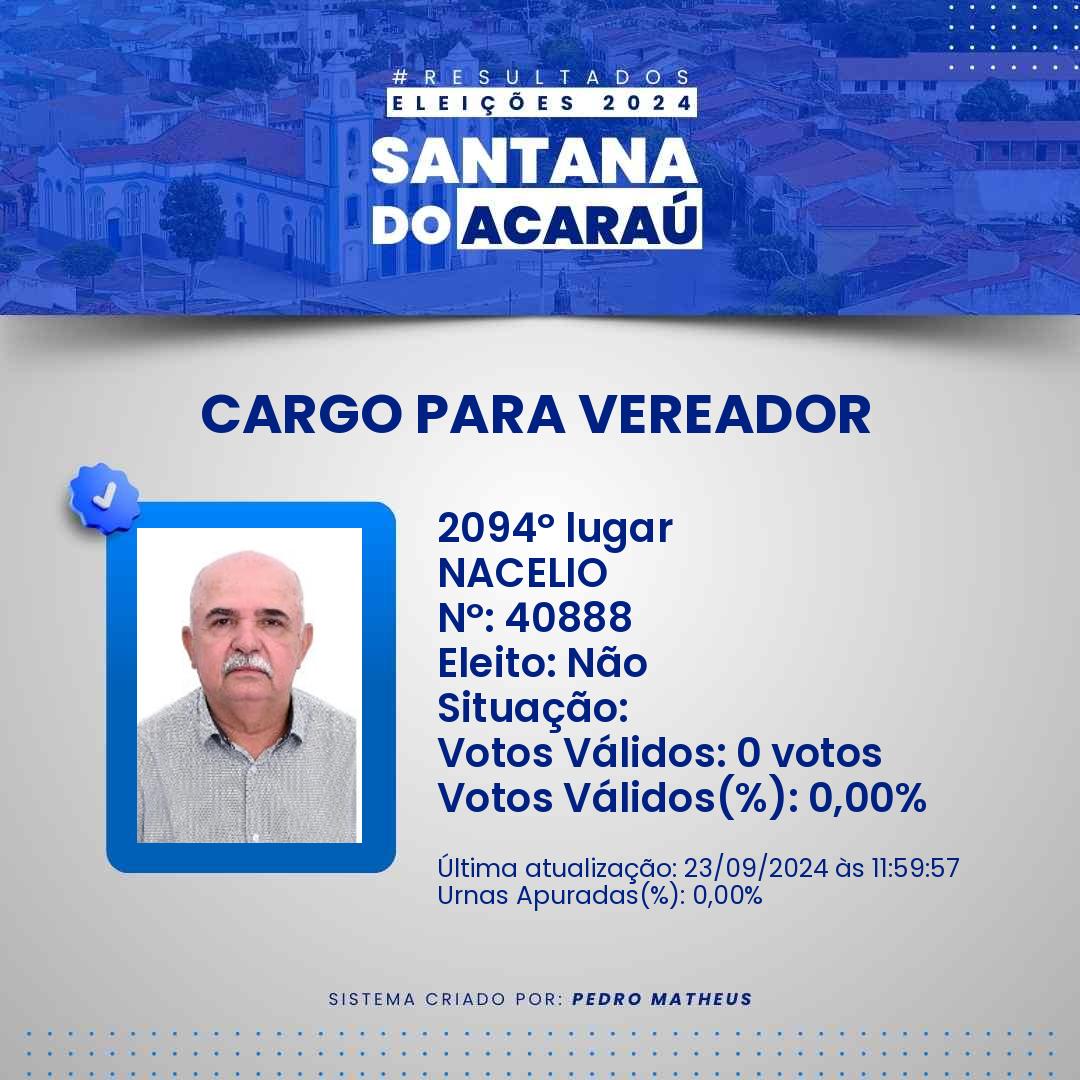 #RESULTADOS
ELEIÇÕES 2024
SANTANA
DO ACARAÚ
CARGO PARA VEREADOR
2094º lugar
NACELIO
Nº: 40888
Eleito: Não
Situação:
Votos Válidos: 0 votos
Votos Válidos(%): 0,00%
Última atualização: 23/09/2024 às 11:59:57
Urnas Apuradas(%): 0,00%
SISTEMA CRIADO POR: PEDRO MATHEUS